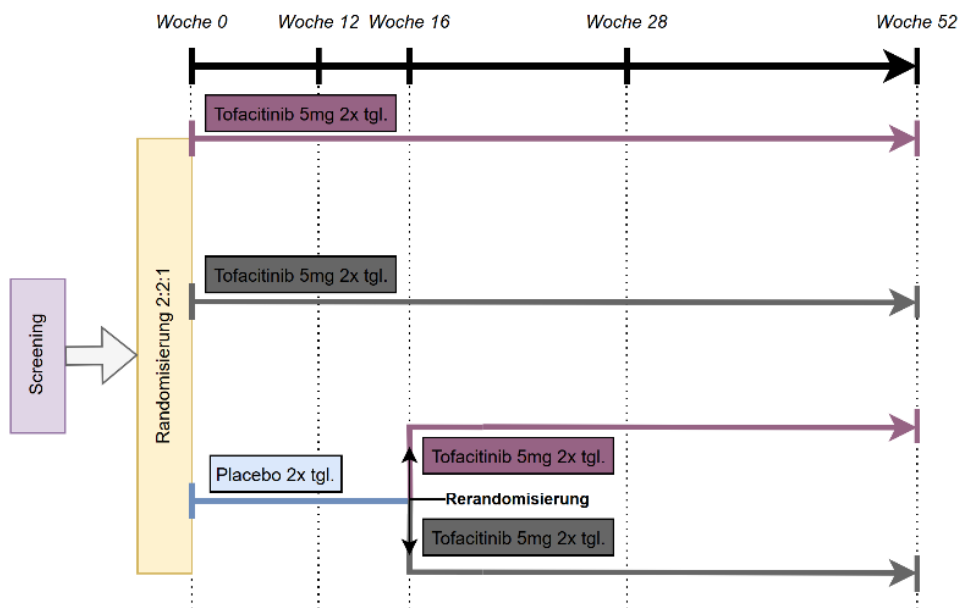 Woche 0
Woche 12
Woche 16
Woche 28
Woche 52
Tofacitinib 5mg 2x tgl.
Screening
Randomisierung 2:2:1
Tofacitinib 5mg 2x tgl.
Placebo 2x tgl.
Tofacitinib 5mg 2x tgl.
Rerandomisierung
Tofacitinib 5mg 2x tgl.